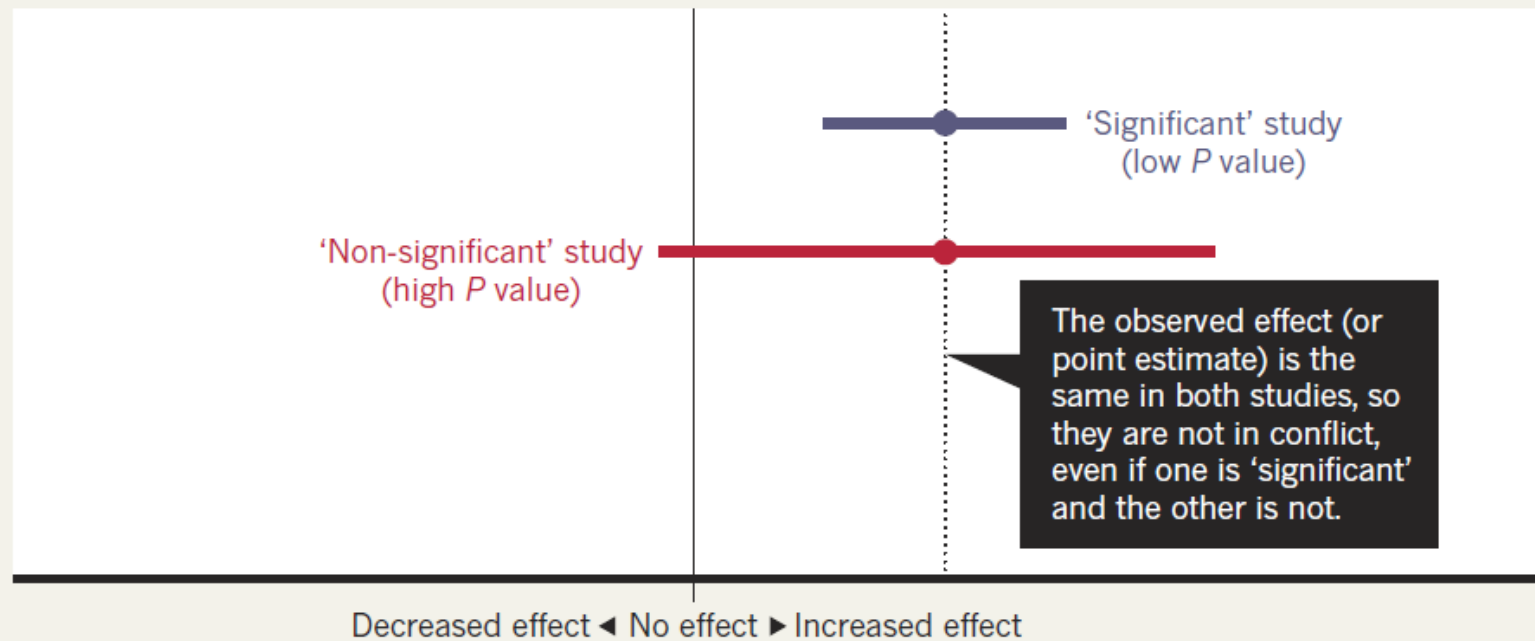 ‘Significant’ study
(low P value)
‘Non-significant’ study
(high P value)
The observed effect (or
point estimate) is the
same in both studies, so
they are not in conflict,
even if one is ‘significant’
and the other is not.
Decreased effect ◄ No effect ► Increased effect